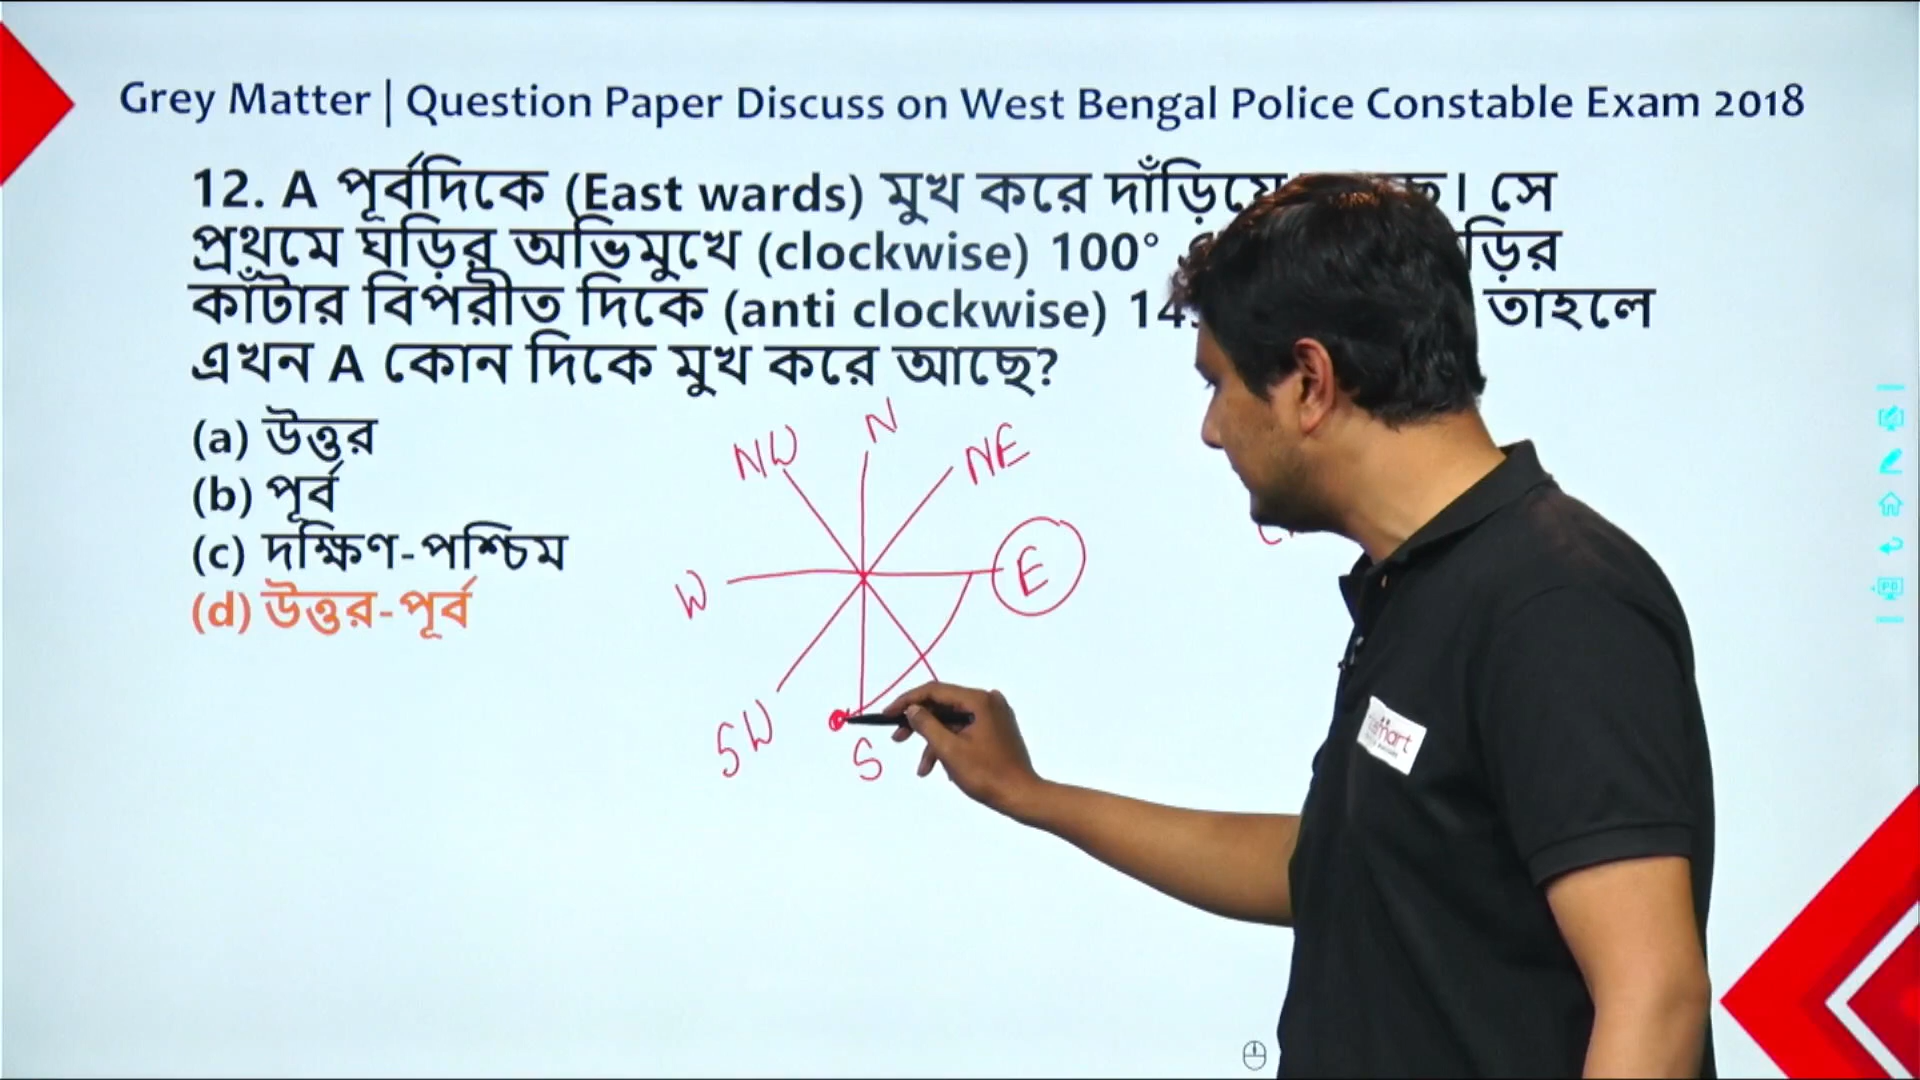 Grey Matter | Question Paper Discuss on West Bengal Police Constable Exam 2018
12. A পূর্বদিকে (East wards) মুখ করে দাঁড়িয়ে সে
প্রথমে ঘড়ির অভিমুখে (clockwise) 100°
কাঁটার বিপরীত দিকে (anti clockwise) তাহলে
এখন A কোন দিকে মুখ করে আছে?
(a) উত্তর
(b) পূর্ব
(c) দক্ষিণ-পশ্চিম
(d) উত্তর-পূর্ব
N
NW
NE
E
W
SW
S